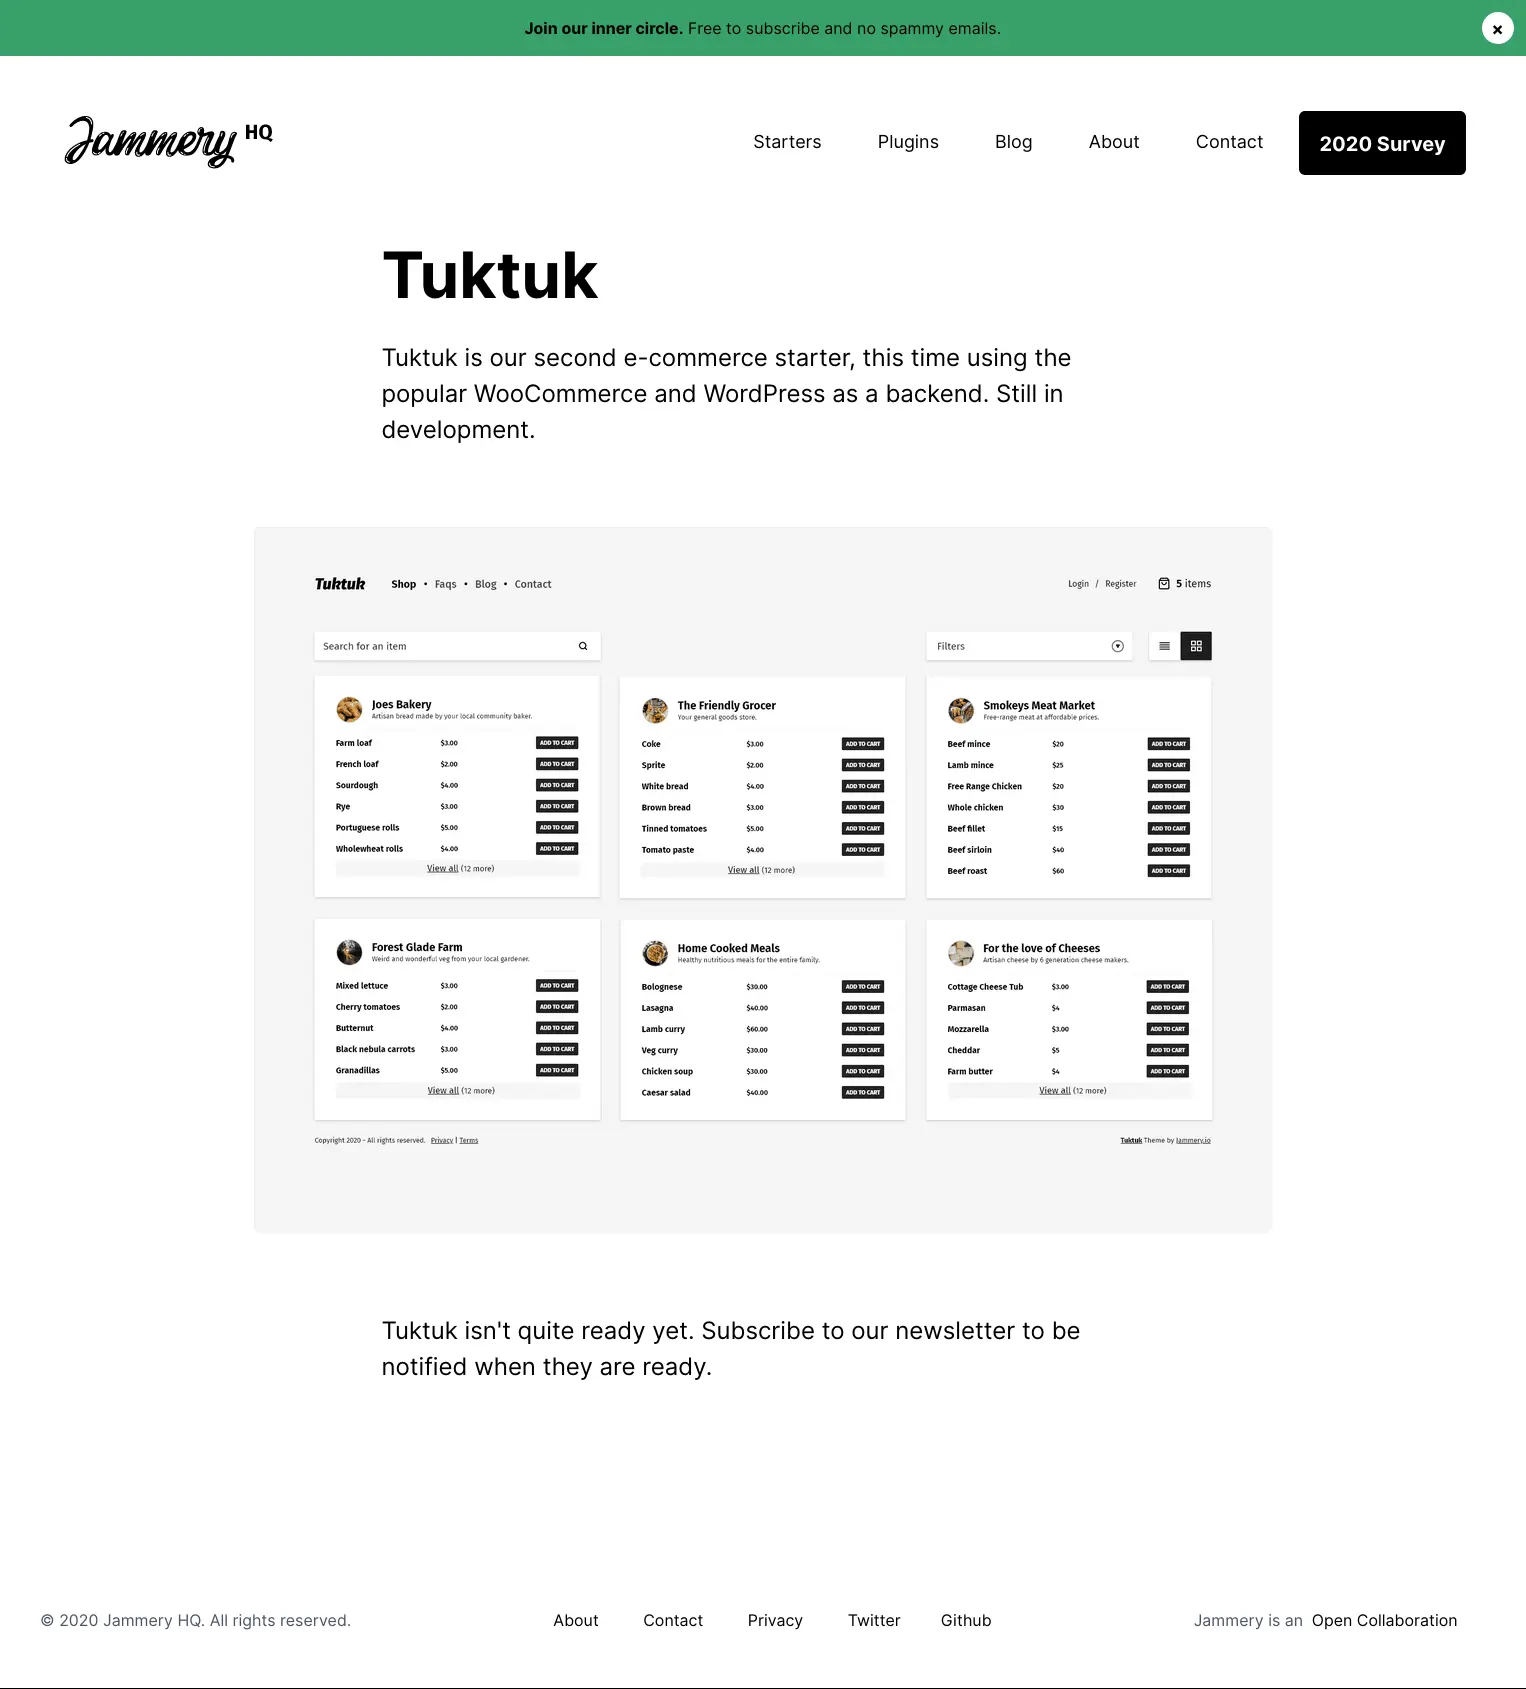 Join our inner circle. Free to subscribe and no spammy emails.
×
Jammery HQ
Starters Plugins Blog About Contact 2020 Survey
Tuktuk
Tuktuk is our second e-commerce starter, this time using the
popular WooCommerce and WordPress as a backend. Still in
development.
Tuktuk Shop • Faqs • Blog • Contact Login / Register 5 items
Search for an item Filters
Joes Bakery
Artisan bread made by your local community baker.
Farm loaf $3.00 ADD TO CART
French loaf $2.00 ADD TO CART
Sourdough $4.00 ADD TO CART
Rye $3.00 ADD TO CART
Portuguese rolls $5.00 ADD TO CART
Wholewheat rolls $4.00 ADD TO CART
View all (12 more)
The Friendly Grocer
Your general goods store.
Coke $3.00 ADD TO CART
Sprite $2.00 ADD TO CART
White bread $4.00 ADD TO CART
Brown bread $3.00 ADD TO CART
Tinned tomatoes $5.00 ADD TO CART
Tomato paste $4.00 ADD TO CART
View all (12 more)
Smokeys Meat Market
Free-range meat at affordable prices.
Beef mince $20 ADD TO CART
Lamb mince $25 ADD TO CART
Free Range Chicken $20 ADD TO CART
Whole chicken $30 ADD TO CART
Beef fillet $15 ADD TO CART
Beef sirloin $40 ADD TO CART
Beef roast $60 ADD TO CART
Forest Glade Farm
Weird and wonderful veg from your local gardener.
Mixed lettuce $3.00 ADD TO CART
Cherry tomatoes $2.00 ADD TO CART
Butternut $4.00 ADD TO CART
Black nebula carrots $3.00 ADD TO CART
Granadillas $5.00 ADD TO CART
View all (12 more)
Home Cooked Meals
Healthy nutritious meals for the entire family.
Bolognese $30.00 ADD TO CART
Lasagna $40.00 ADD TO CART
Lamb curry $60.00 ADD TO CART
Veg curry $30.00 ADD TO CART
Chicken soup $30.00 ADD TO CART
Caesar salad $40.00 ADD TO CART
For the love of Cheeses
Artisan cheese by 6 generation cheese makers.
Cottage Cheese Tub $3.00 ADD TO CART
Parmasan $4 ADD TO CART
Mozzarella $3.00 ADD TO CART
Cheddar $5 ADD TO CART
Farm butter $4 ADD TO CART
View all (12 more)
Copyright 2020 - All rights reserved. Privacy | Terms Tuktuk Theme by Jammery.io
Tuktuk isn't quite ready yet. Subscribe to our newsletter to be
notified when they are ready.
© 2020 Jammery HQ. All rights reserved. About Contact Privacy Twitter Github Jammery is an Open Collaboration